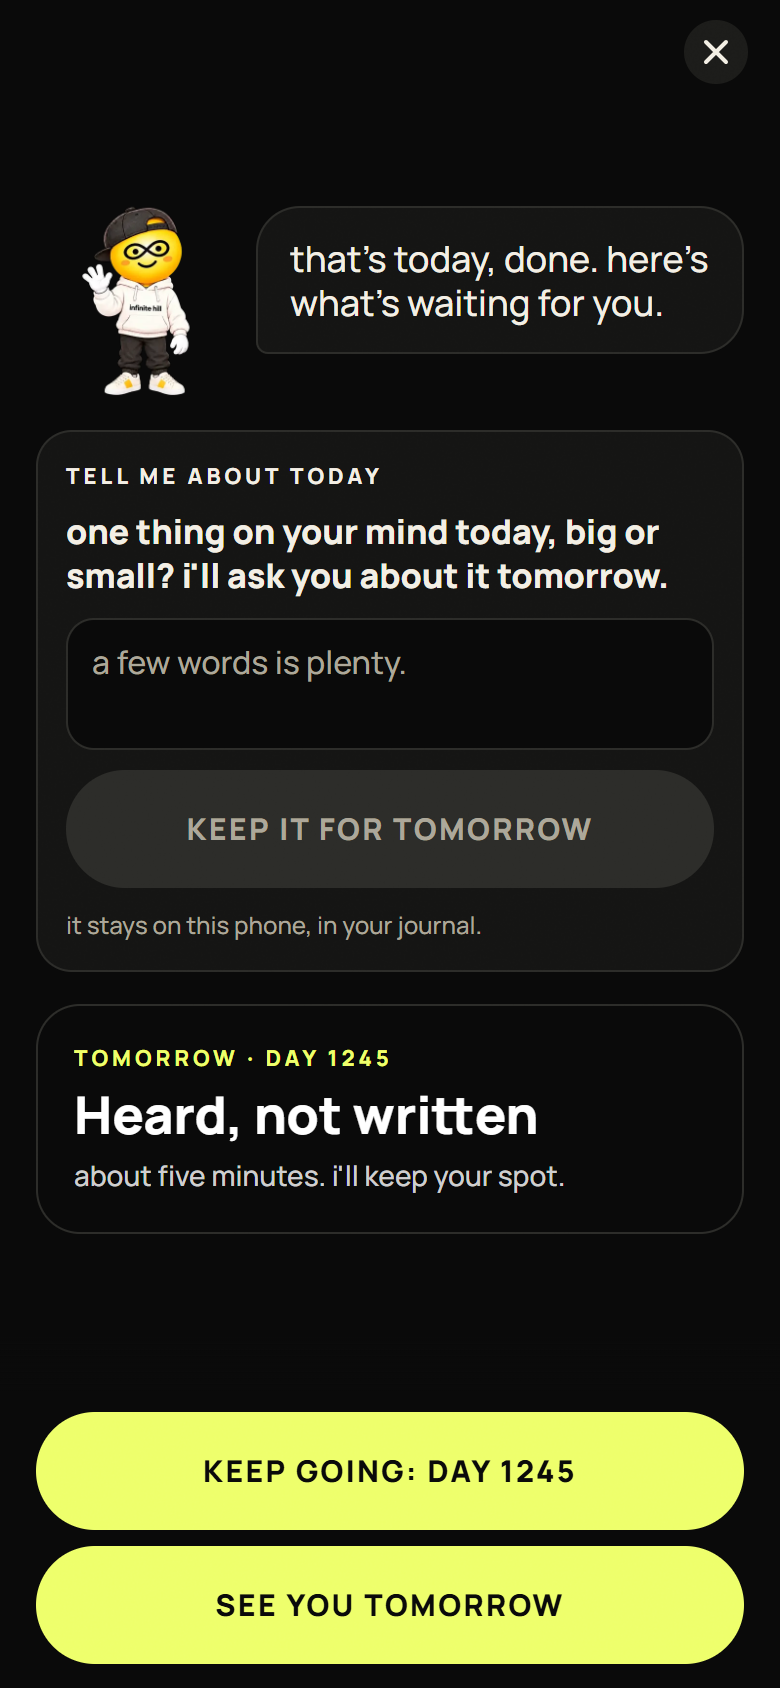 infinite hill
that's today, done. here's
what's waiting for you.
TELL ME ABOUT TODAY
one thing on your mind today, big or
small? i'll ask you about it tomorrow.
a few words is plenty.
KEEP IT FOR TOMORROW
it stays on this phone, in your journal.
TOMORROW · DAY 1245
Heard, not written
about five minutes. i'll keep your spot.
KEEP GOING: DAY 1245
SEE YOU TOMORROW